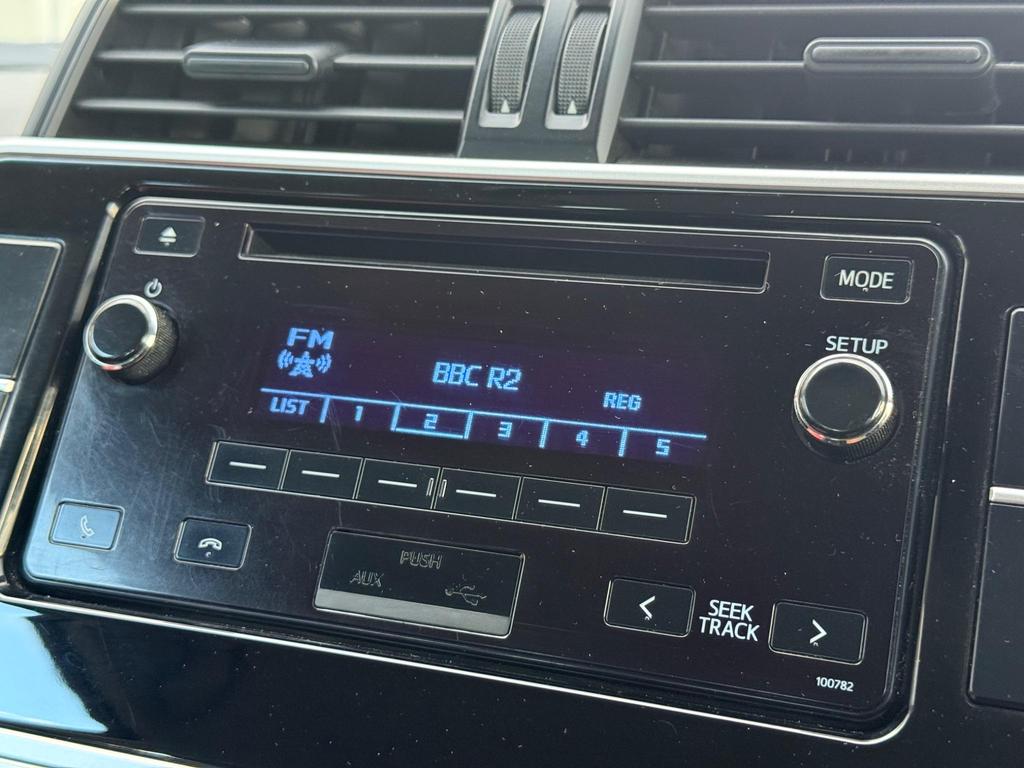 MODE
SETUP
FM
BBC R2
REG
LIST 1 2 3 4 5
PUSH
AUX
SEEK
TRACK
100782